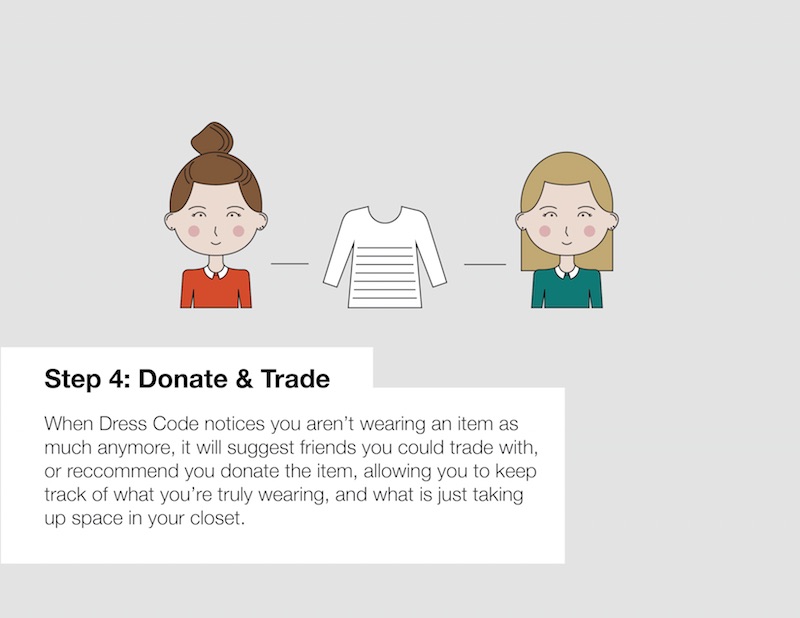 Step 4: Donate & Trade
When Dress Code notices you aren’t wearing an item as
much anymore, it will suggest friends you could trade with,
or reccommend you donate the item, allowing you to keep
track of what you’re truly wearing, and what is just taking
up space in your closet.